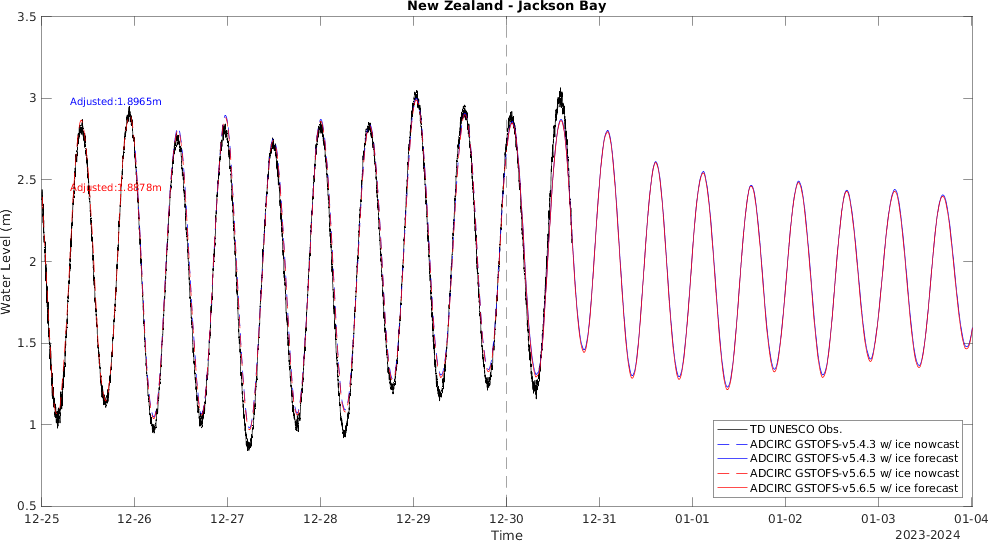 New Zealand - Jackson Bay
3.5
3
2.5
2
1.5
1
0.5
Water Level (m)
Adjusted:1.8965m
Adjusted:1.8878m
TD UNESCO Obs.
ADCIRC GSTOFS-v5.4.3 w/ ice nowcast
ADCIRC GSTOFS-v5.4.3 w/ ice forecast
ADCIRC GSTOFS-v5.6.5 w/ ice nowcast
ADCIRC GSTOFS-v5.6.5 w/ ice forecast
12-25 12-26 12-27 12-28 12-29 12-30 12-31 01-01 01-02 01-03 01-04
Time
2023-2024